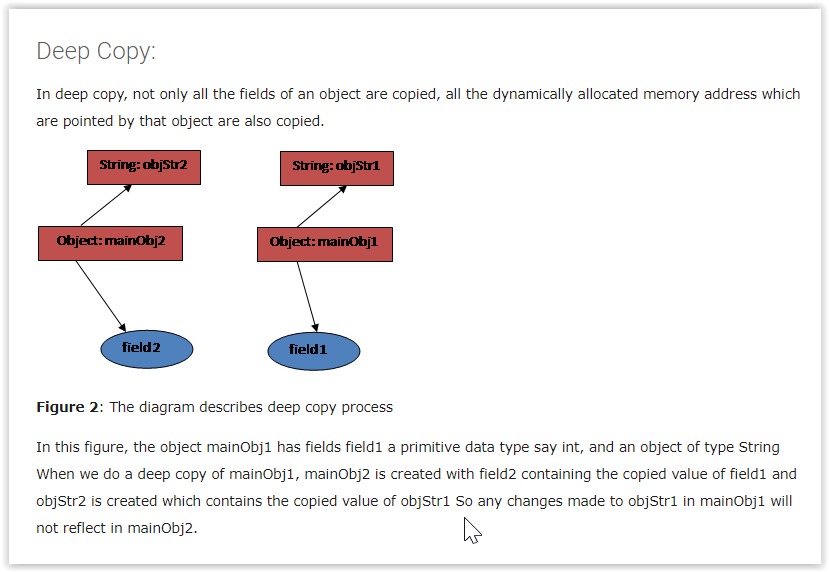 Deep Copy:
In deep copy, not only all the fields of an object are copied, all the dynamically allocated memory address which
are pointed by that object are also copied.
String: objStr2
String: objStr1
Object: mainObj2
Object: mainObj1
field2
field1
Figure 2: The diagram describes deep copy process
In this figure, the object mainObj1 has fields field1 a primitive data type say int, and an object of type String
When we do a deep copy of mainObj1, mainObj2 is created with field2 containing the copied value of field1 and
objStr2 is created which contains the copied value of objStr1 So any changes made to objStr1 in mainObj1 will
not reflect in mainObj2.